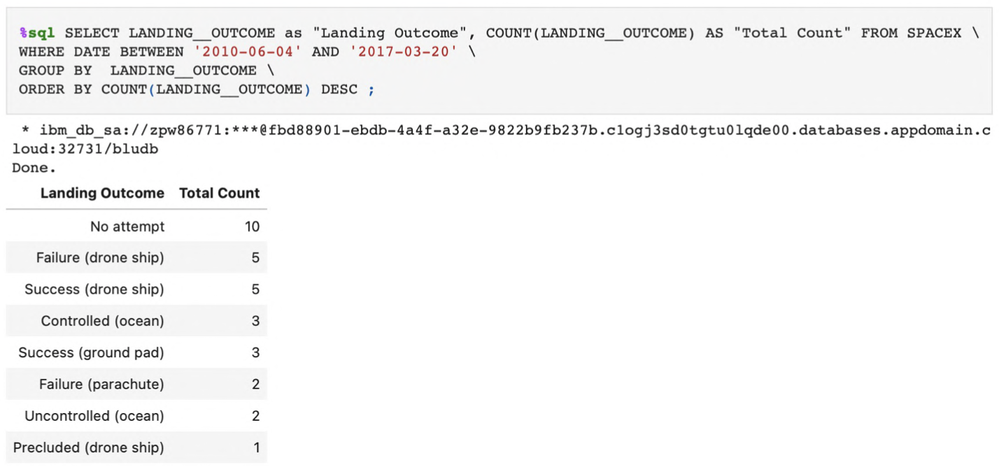 %sql SELECT LANDING__OUTCOME as "Landing Outcome", COUNT(LANDING__OUTCOME) AS "Total Count" FROM SPACEX \
WHERE DATE BETWEEN '2010-06-04' AND '2017-03-20' \
GROUP BY  LANDING__OUTCOME \
ORDER BY COUNT(LANDING__OUTCOME) DESC ;
* ibm_db_sa://zpw86771:***@fbd88901-ebdb-4a4f-a32e-9822b9fb237b.c1ogj3sd0tgtu0lqde00.databases.appdomain.c
loud:32731/bludb
Done.
Landing Outcome Total Count
No attempt 10
Failure (drone ship) 5
Success (drone ship) 5
Controlled (ocean) 3
Success (ground pad) 3
Failure (parachute) 2
Uncontrolled (ocean) 2
Precluded (drone ship) 1